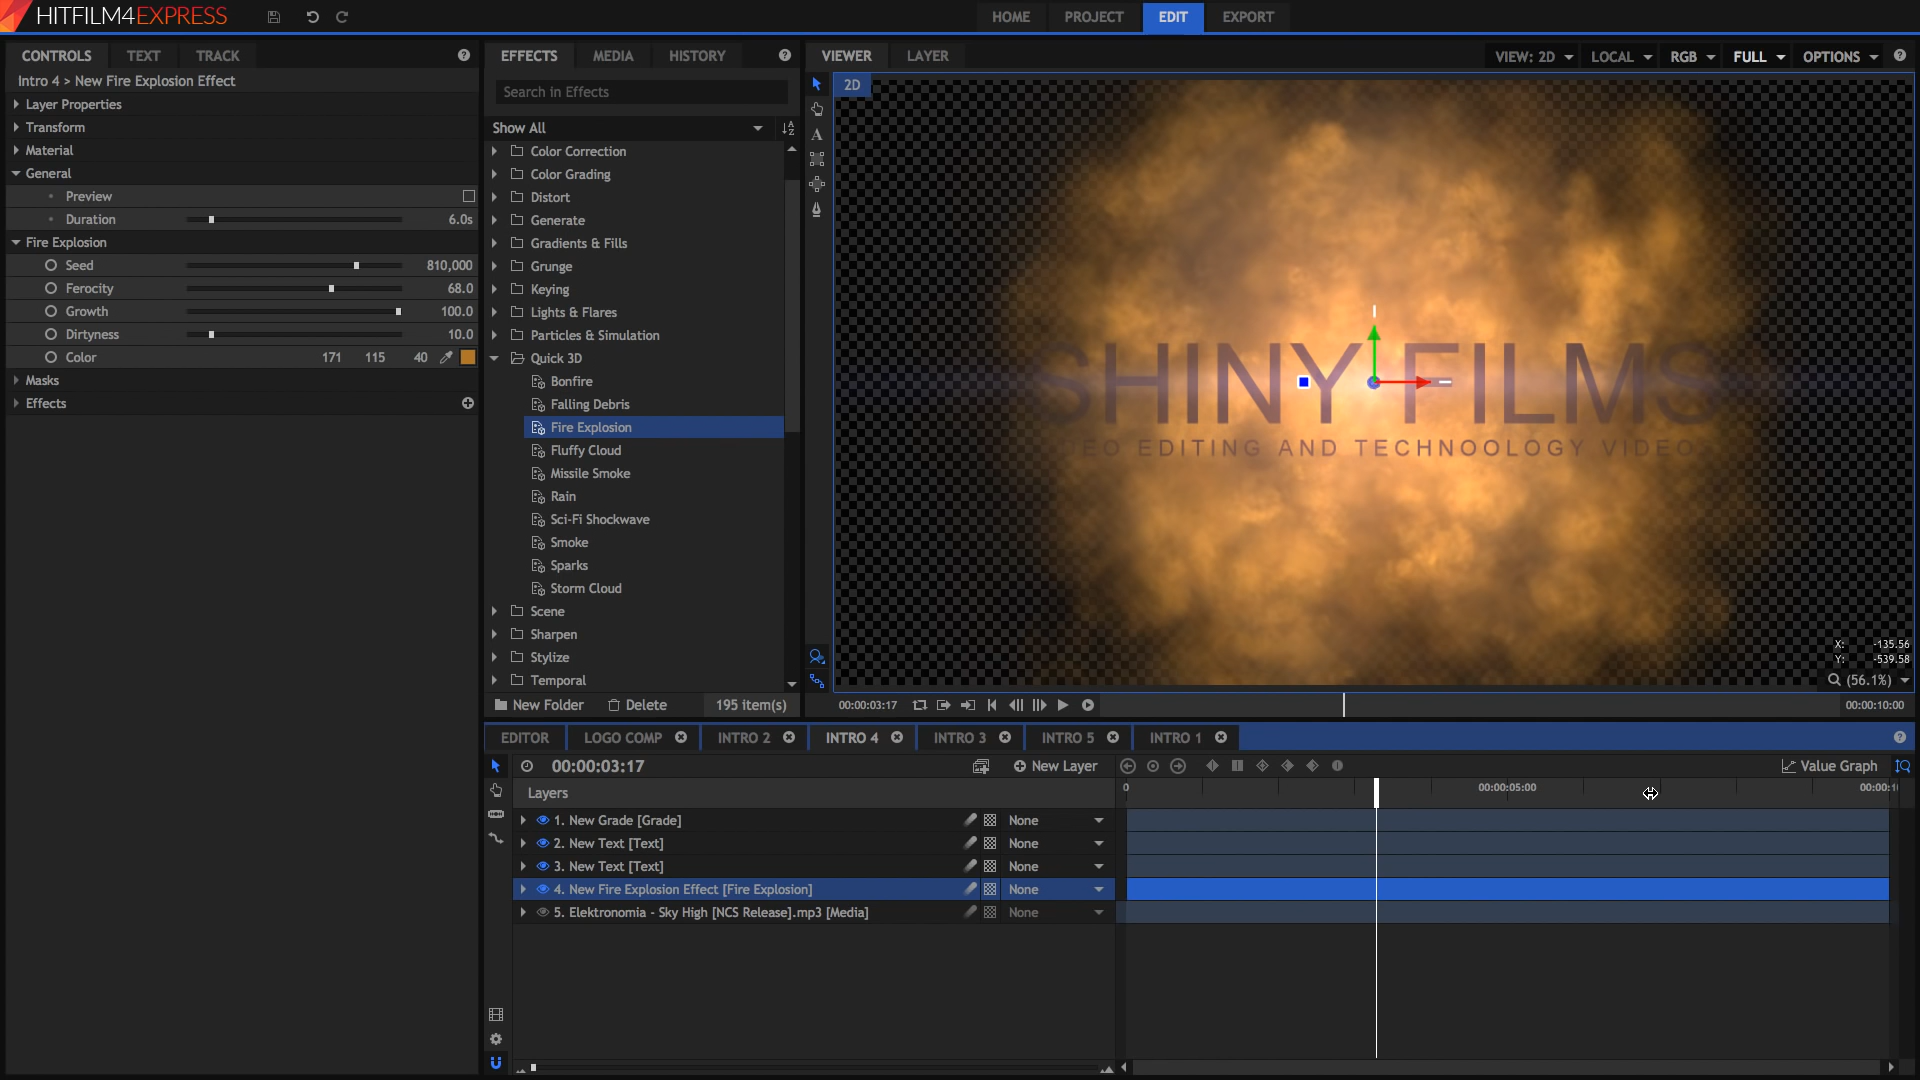 HITFILM4EXPRESS
HOME PROJECT EDIT EXPORT
CONTROLS TEXT TRACK
Intro 4 > New Fire Explosion Effect
Layer Properties
Transform
Material
General
Preview
Duration 6.0s
Fire Explosion
Seed 810,000
Ferocity 68.0
Growth 100.0
Dirtyness 10.0
Color 171 115 40
Masks
Effects
EFFECTS MEDIA HISTORY
Search in Effects
Show All
Color Correction
Color Grading
Distort
Generate
Gradients & Fills
Grunge
Keying
Lights & Flares
Particles & Simulation
Quick 3D
Bonfire
Falling Debris
Fire Explosion
Fluffy Cloud
Missile Smoke
Rain
Sci-Fi Shockwave
Smoke
Sparks
Storm Cloud
Scene
Sharpen
Stylize
Temporal
New Folder Delete 195 item(s)
VIEWER LAYER VIEW: 2D LOCAL RGB FULL OPTIONS
2D
SHINY FILMS
DEO EDITING AND TECHNOOLOGY VIDEO
X: -135.56
Y: -539.58
(56.1%)
00:00:03:17 00:00:10:00
EDITOR LOGO COMP INTRO 2 INTRO 4 INTRO 3 INTRO 5 INTRO 1
00:00:03:17 New Layer Value Graph
Layers 0 00:00:05:00 00:00:1
1. New Grade [Grade] None
2. New Text [Text] None
3. New Text [Text] None
4. New Fire Explosion Effect [Fire Explosion] None
5. Elektronomia - Sky High [NCS Release].mp3 [Media] None